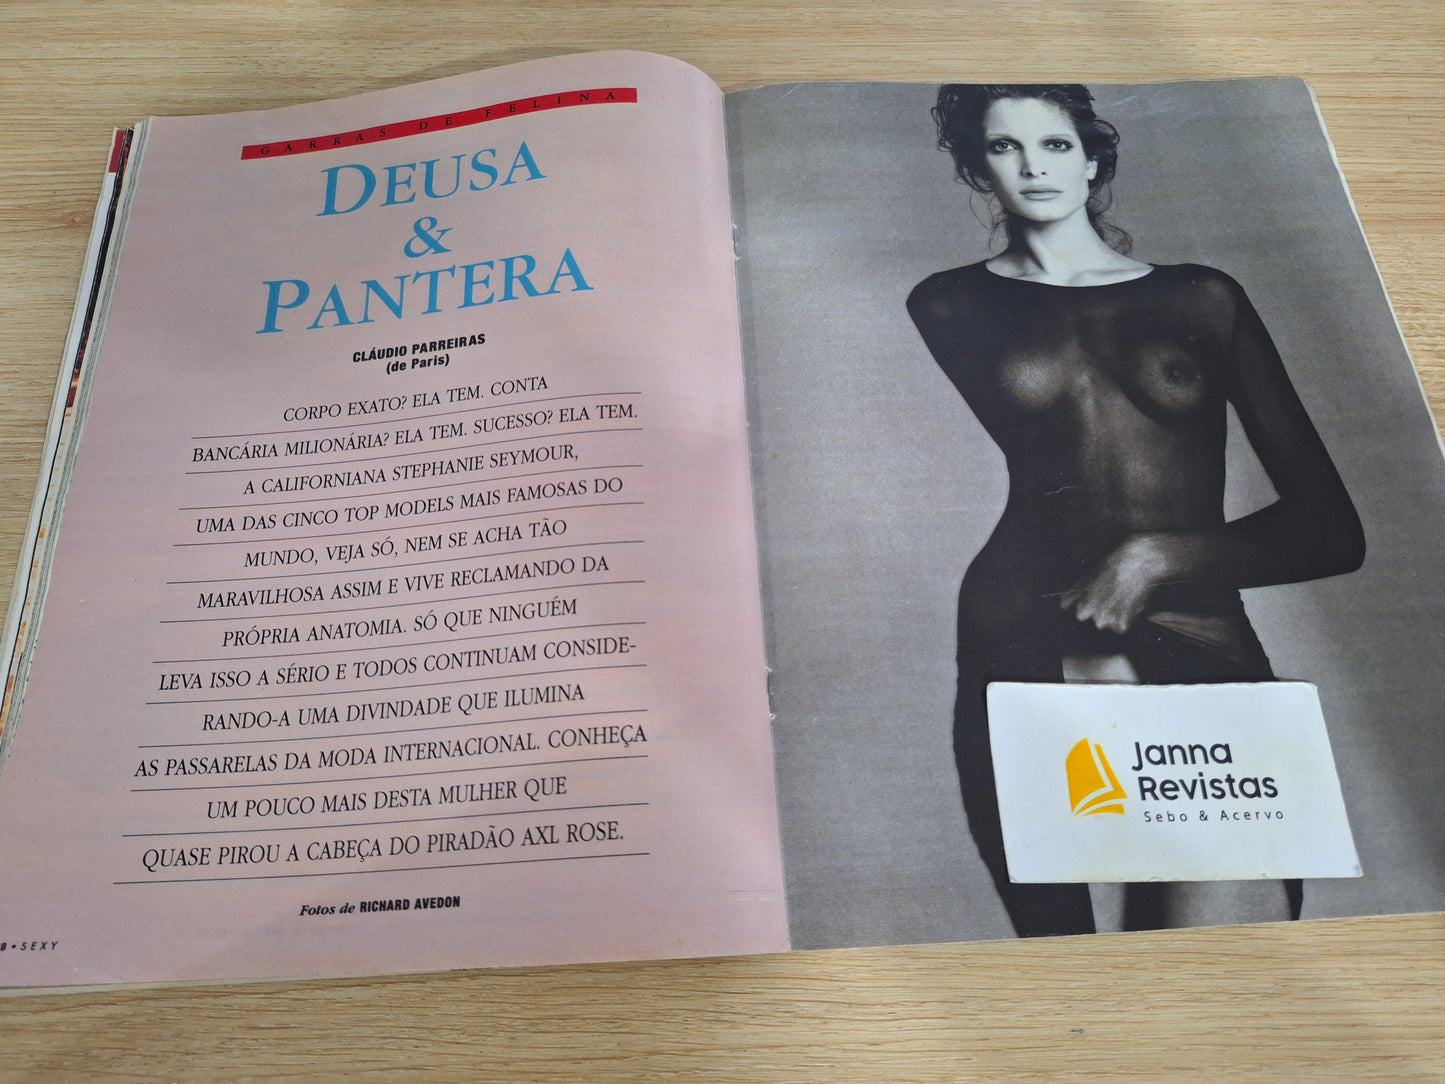 GARRAS DE FELINA
DEUSA
&
PANTERA
CLÁUDIO PARREIRAS
(de Paris)
CORPO EXATO? ELA TEM. CONTA
BANCÁRIA MILIONÁRIA? ELA TEM. SUCESSO? ELA TEM.
A CALIFORNIANA STEPHANIE SEYMOUR,
UMA DAS CINCO TOP MODELS MAIS FAMOSAS DO
MUNDO, VEJA SÓ, NEM SE ACHA TÃO
MARAVILHOSA ASSIM E VIVE RECLAMANDO DA
PRÓPRIA ANATOMIA. SÓ QUE NINGUÉM
LEVA ISSO A SÉRIO E TODOS CONTINUAM CONSIDE-
RANDO-A UMA DIVINDADE QUE ILUMINA
AS PASSARELAS DA MODA INTERNACIONAL. CONHEÇA
UM POUCO MAIS DESTA MULHER QUE
QUASE PIROU A CABEÇA DO PIRADÃO AXL ROSE.
Fotos de RICHARD AVEDON
8 • SEXY
Janna
Revistas
Sebo & Acervo